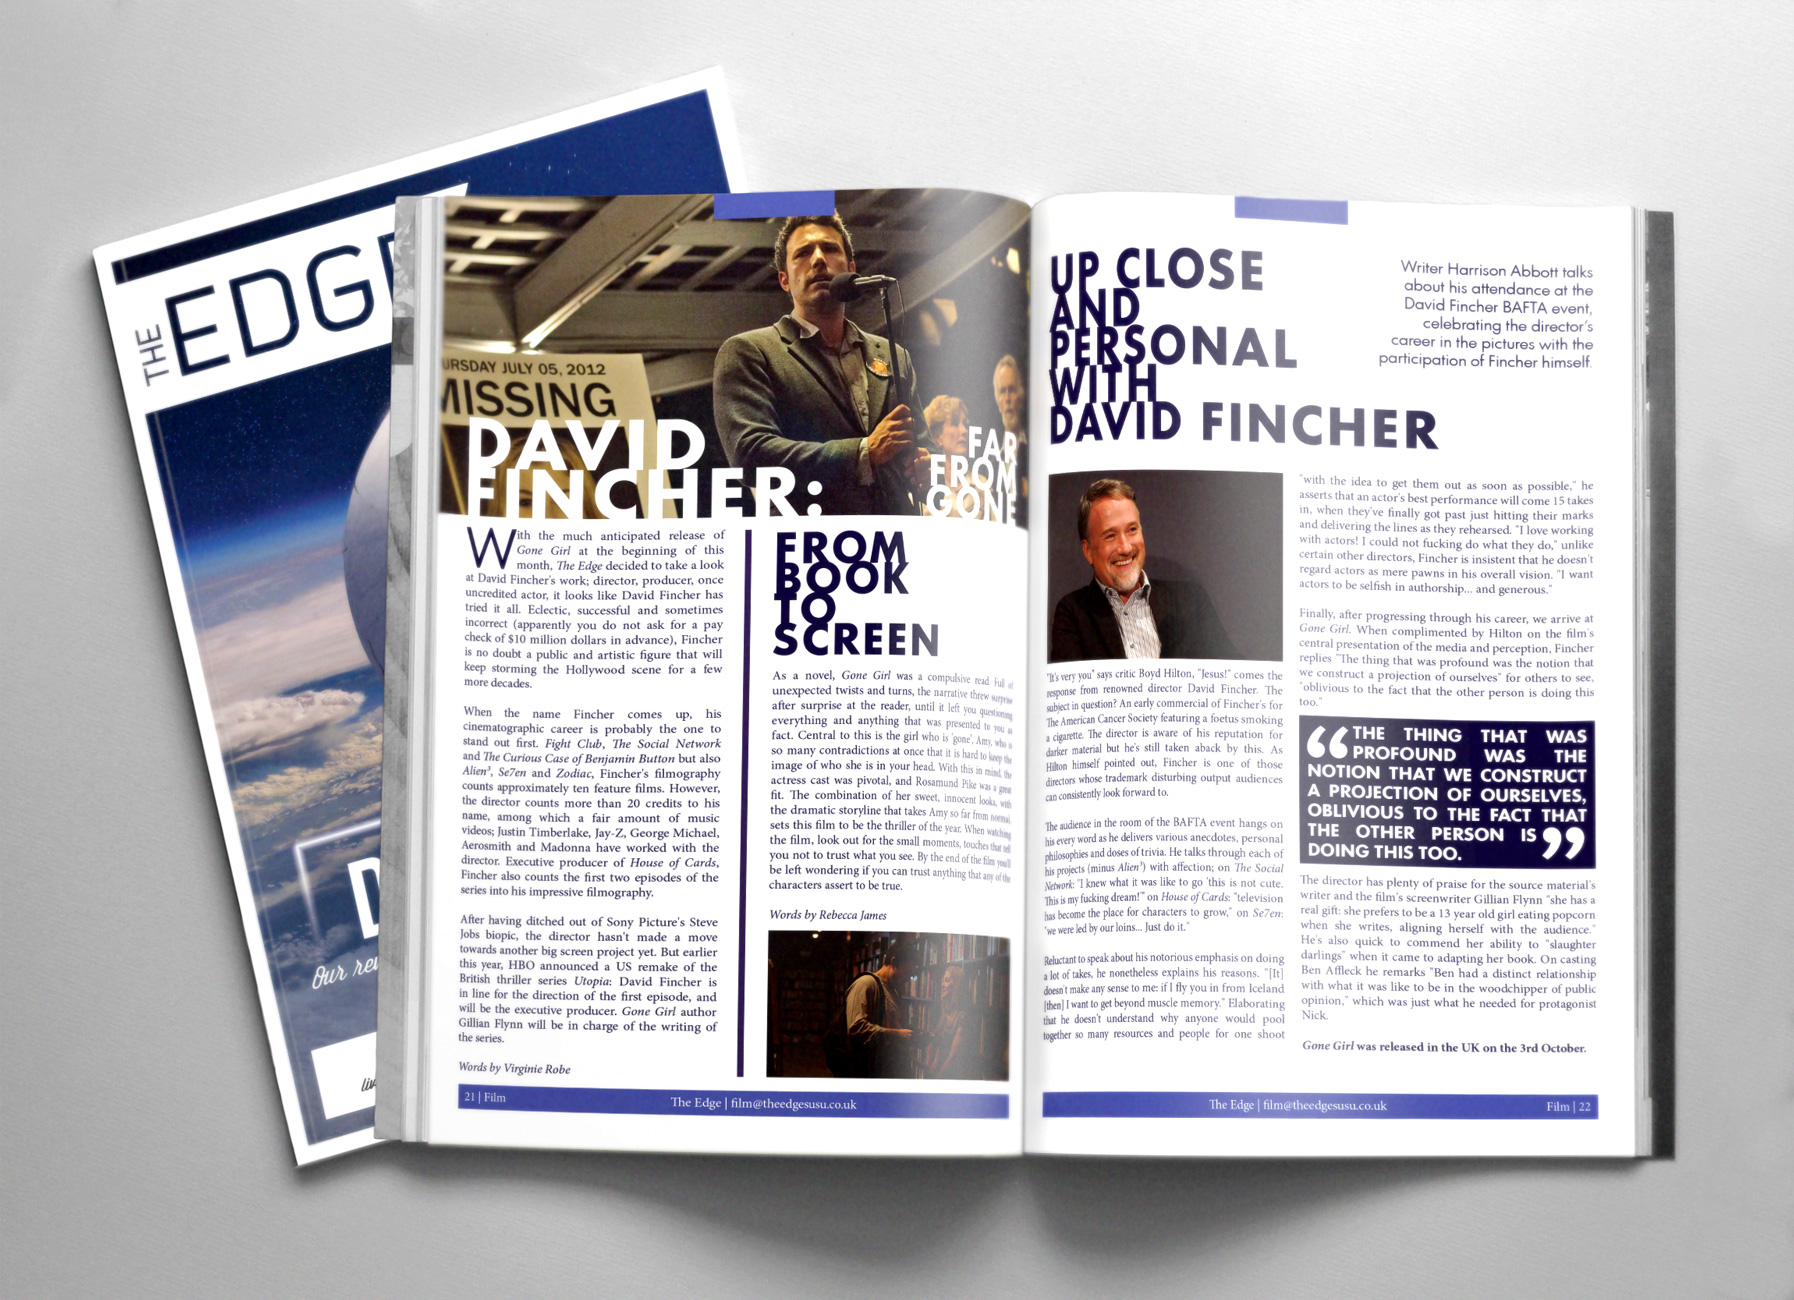 THE
EDGE
Our rev
liv
URSDAY JULY 05, 2012
MISSING
DAVID
FINCHER:
FAR
FROM
GONE
With the much anticipated release of
Gone Girl at the beginning of this
month, The Edge decided to take a look
at David Fincher's work; director, producer, once
uncredited actor, it looks like David Fincher has
tried it all. Eclectic, successful and sometimes
incorrect (apparently you do not ask for a pay
check of $10 million dollars in advance), Fincher
is no doubt a public and artistic figure that will
keep storming the Hollywood scene for a few
more decades.
When the name Fincher comes up, his
cinematographic career is probably the one to
stand out first. Fight Club, The Social Network
and The Curious Case of Benjamin Button but also
Alien³, Se7en and Zodiac, Fincher's filmography
counts approximately ten feature films. However,
the director counts more than 20 credits to his
name, among which a fair amount of music
videos; Justin Timberlake, Jay-Z, George Michael,
Aerosmith and Madonna have worked with the
director. Executive producer of House of Cards,
Fincher also counts the first two episodes of the
series into his impressive filmography.
After having ditched out of Sony Picture's Steve
Jobs biopic, the director hasn't made a move
towards another big screen project yet. But earlier
this year, HBO announced a US remake of the
British thriller series Utopia: David Fincher is
in line for the direction of the first episode, and
will be the executive producer. Gone Girl author
Gillian Flynn will be in charge of the writing of
the series.
Words by Virginie Robe
FROM
BOOK
TO
SCREEN
As a novel, Gone Girl was a compulsive read. Full of
unexpected twists and turns, the narrative threw surprise
after surprise at the reader, until it left you questioning
everything and anything that was presented to you as
fact. Central to this is the girl who is 'gone'. Amy, who is
so many contradictions at once that it is hard to keep the
image of who she is in your head. With this in mind, the
actress cast was pivotal, and Rosamund Pike was a great
fit. The combination of her sweet, innocent looks, with
the dramatic storyline that takes Amy so far from normal,
sets this film to be the thriller of the year. When watching
the film, look out for the small moments, touches that tell
you not to trust what you see. By the end of the film you'll
be left wondering if you can trust anything that any of the
characters assert to be true.
Words by Rebecca James
21 | Film
The Edge | film@theedgesusu.co.uk
UP CLOSE
AND
PERSONAL
WITH
DAVID FINCHER
Writer Harrison Abbott talks
about his attendance at the
David Fincher BAFTA event,
celebrating the director's
career in the pictures with the
participation of Fincher himself.
"It's very you" says critic Boyd Hilton, "Jesus!" comes the
response from renowned director David Fincher. The
subject in question? An early commercial of Fincher's for
The American Cancer Society featuring a foetus smoking
a cigarette. The director is aware of his reputation for
darker material but he's still taken aback by this. As
Hilton himself pointed out, Fincher is one of those
directors whose trademark disturbing output audiences
can consistently look forward to.
The audience in the room of the BAFTA event hangs on
his every word as he delivers various anecdotes, personal
philosophies and doses of trivia. He talks through each of
his projects (minus Alien³) with affection; on The Social
Network: "I knew what it was like to go 'this is not cute.
This is my fucking dream!'" on House of Cards: "television
has become the place for characters to grow," on Se7en:
"we were led by our loins... Just do it."
Reluctant to speak about his notorious emphasis on doing
a lot of takes, he nonetheless explains his reasons. "[It]
doesn't make any sense to me: if I fly you in from Iceland
[then] I want to get beyond muscle memory." Elaborating
that he doesn't understand why anyone would pool
together so many resources and people for one shoot
"with the idea to get them out as soon as possible," he
asserts that an actor's best performance will come 15 takes
in, when they've finally got past just hitting their marks
and delivering the lines as they rehearsed. "I love working
with actors! I could not fucking do what they do," unlike
certain other directors, Fincher is insistent that he doesn't
regard actors as mere pawns in his overall vision. "I want
actors to be selfish in authorship... and generous."
Finally, after progressing through his career, we arrive at
Gone Girl. When complimented by Hilton on the film's
central presentation of the media and perception, Fincher
replies "The thing that was profound was the notion that
we construct a projection of ourselves" for others to see,
"oblivious to the fact that the other person is doing this
too."
“THE THING THAT WAS
PROFOUND WAS THE
NOTION THAT WE CONSTRUCT
A PROJECTION OF OURSELVES,
OBLIVIOUS TO THE FACT THAT
THE OTHER PERSON IS
DOING THIS TOO.”
The director has plenty of praise for the source material's
writer and the film's screenwriter Gillian Flynn "she has a
real gift: she prefers to be a 13 year old girl eating popcorn
when she writes, aligning herself with the audience."
He's also quick to commend her ability to "slaughter
darlings" when it came to adapting her book. On casting
Ben Affleck he remarks "Ben had a distinct relationship
with what it was like to be in the woodchipper of public
opinion," which was just what he needed for protagonist
Nick.
Gone Girl was released in the UK on the 3rd October.
The Edge | film@theedgesusu.co.uk
Film | 22